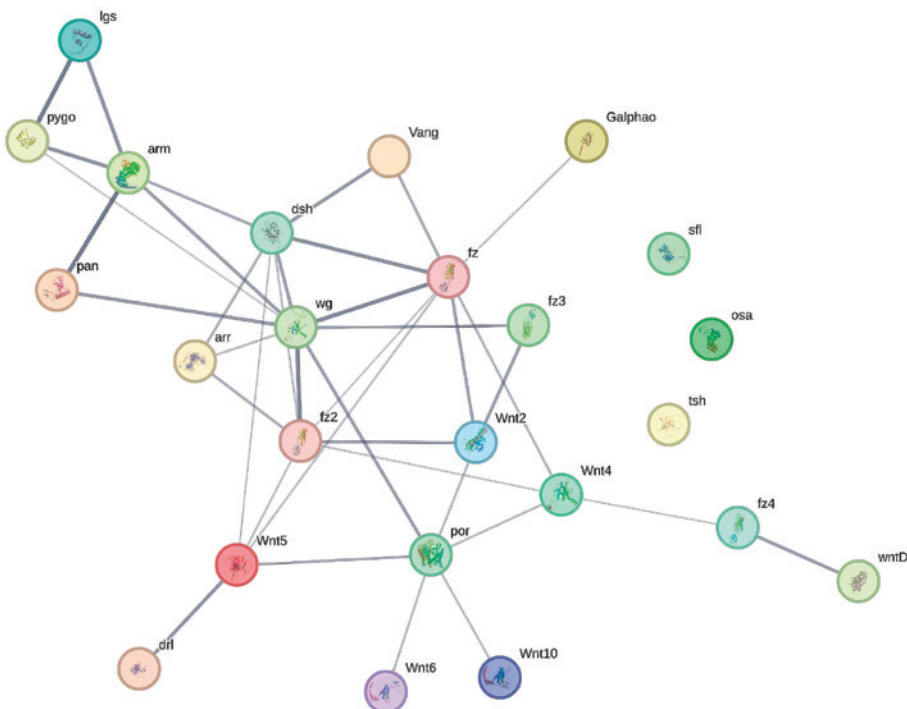 lgs
pygo
arm
Vang
Galphao
dsh
sfl
fz
pan
wg
fz3
osa
arr
tsh
fz2
Wnt2
Wnt4
fz4
por
Wnt5
wntD
drl
Wnt6
Wnt10